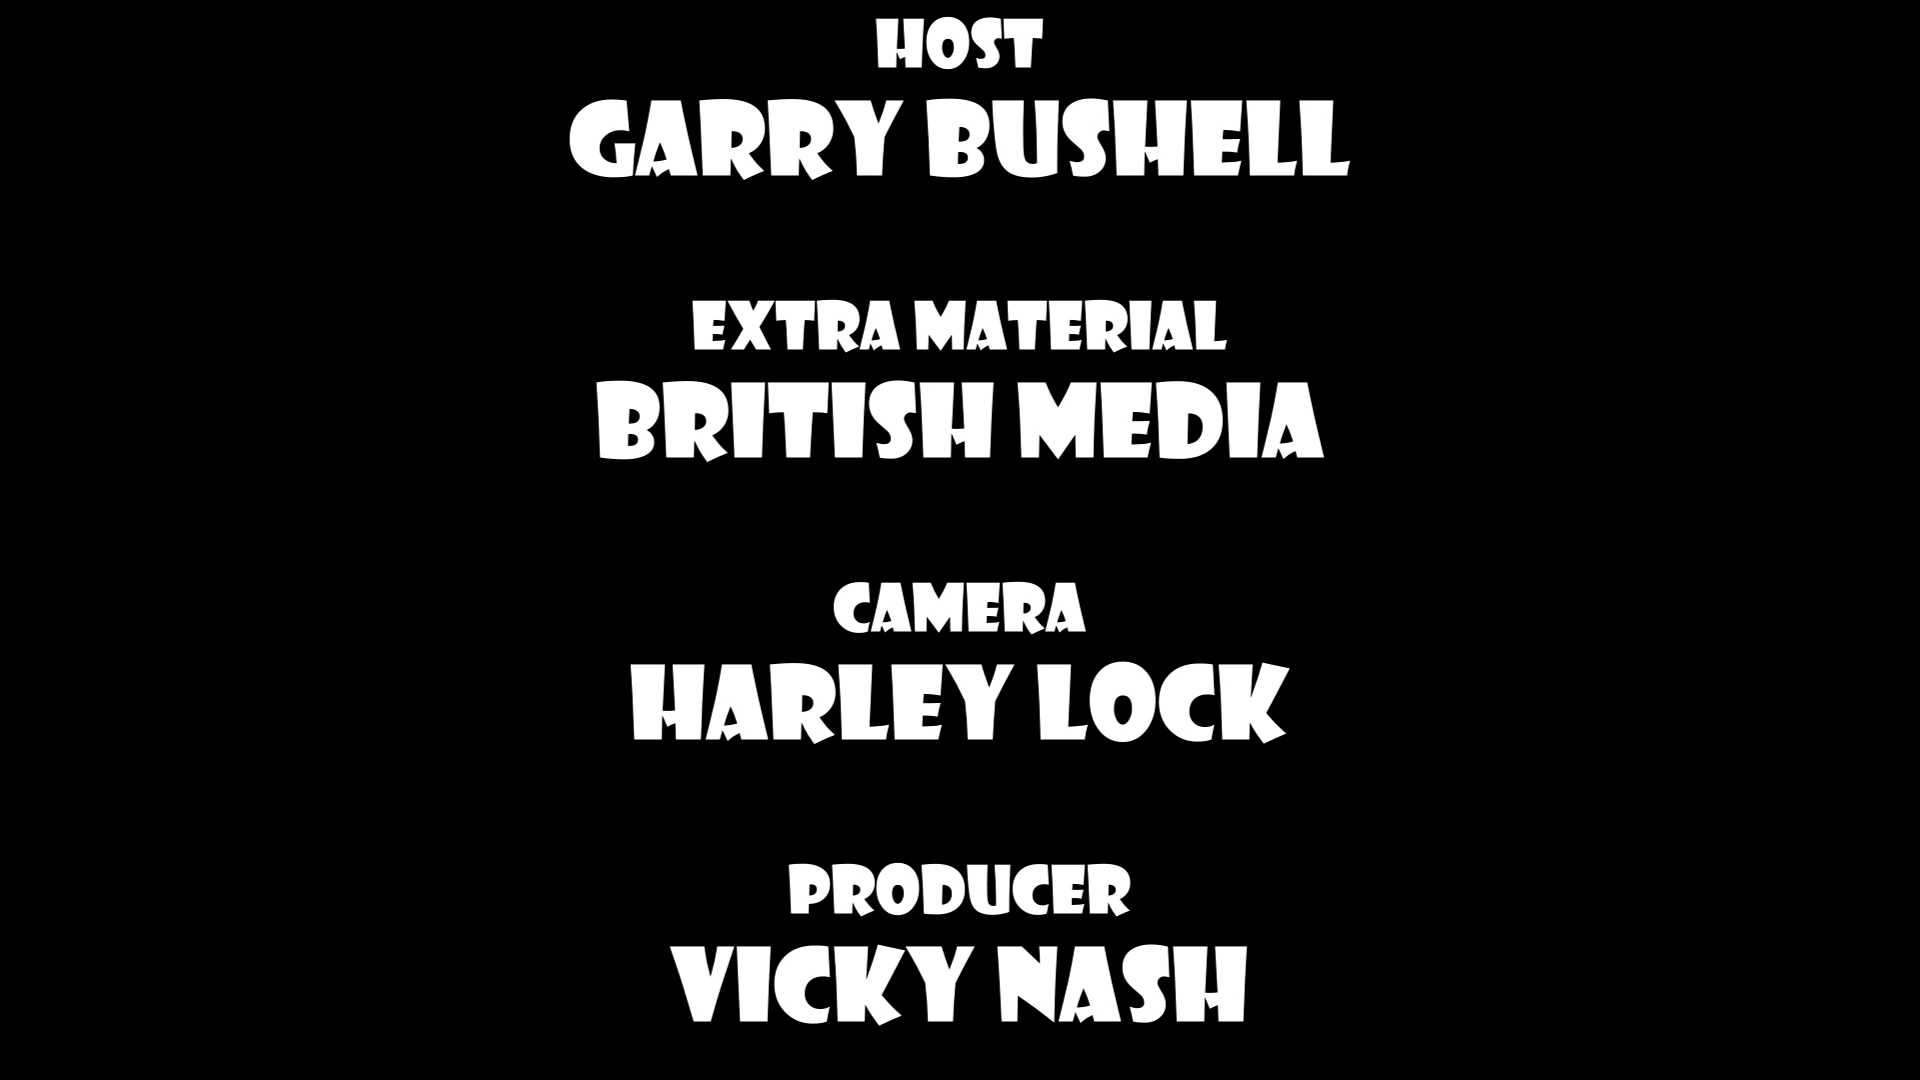 HOST
GARRY BUSHELL
EXTRA MATERIAL
BRITISH MEDIA
CAMERA
HARLEY LOCK
PRODUCER
VICKY NASH